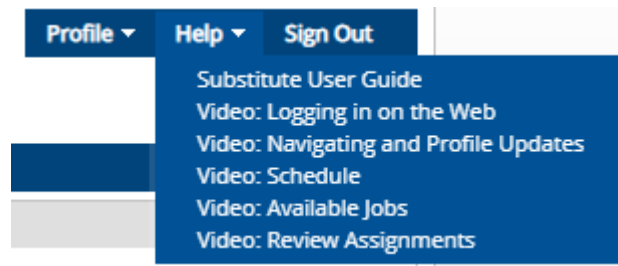 Profile Help Sign Out
Substitute User Guide
Video: Logging in on the Web
Video: Navigating and Profile Updates
Video: Schedule
Video: Available Jobs
Video: Review Assignments